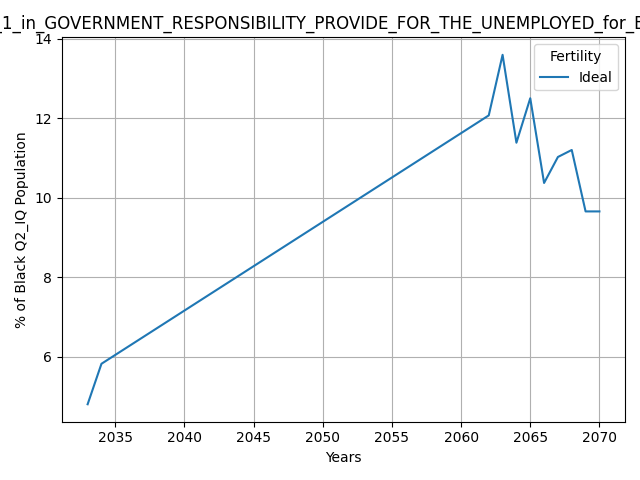 _1_in_GOVERNMENT_RESPONSIBILITY_PROVIDE_FOR_THE_UNEMPLOYED_for_
Fertility
Ideal
14
12
10
8
6
% of Black Q2_IQ Population
2035 2040 2045 2050 2055 2060 2065 2070
Years